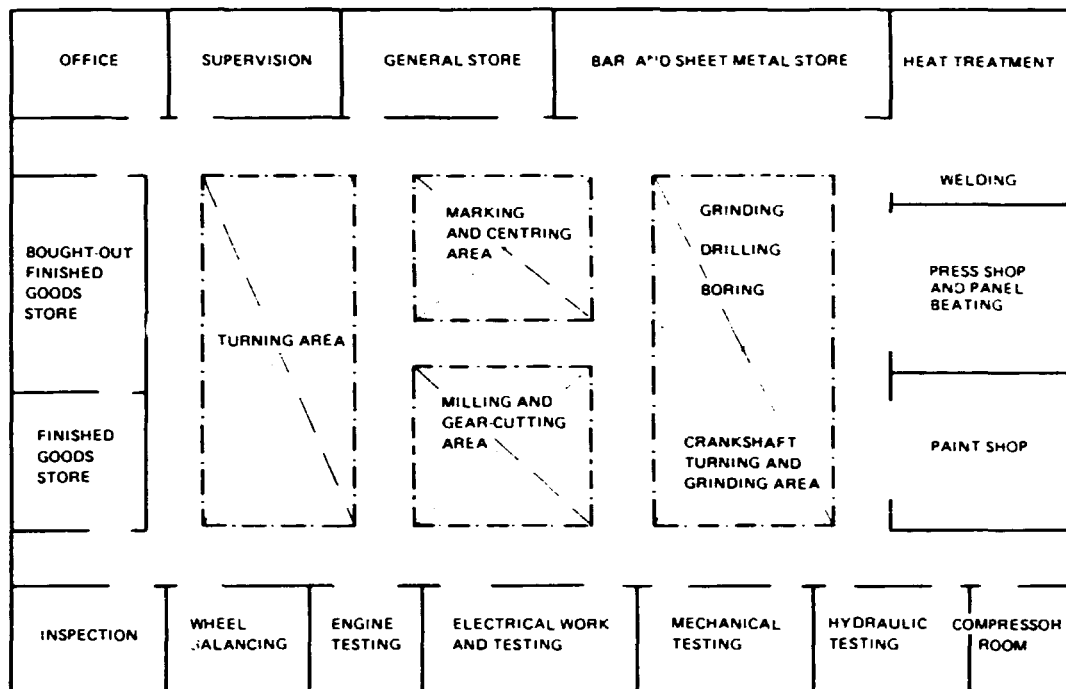 OFFICE
SUPERVISION
GENERAL STORE
BAR AND SHEET METAL STORE
HEAT TREATMENT
WELDING
BOUGHT-OUT
FINISHED
GOODS
STORE
TURNING AREA
MARKING
AND CENTRING
AREA
GRINDING
DRILLING
BORING
PRESS SHOP
AND PANEL
BEATING
FINISHED
GOODS
STORE
MILLING AND
GEAR-CUTTING
AREA
CRANKSHAFT
TURNING AND
GRINDING AREA
PAINT SHOP
INSPECTION
WHEEL
BALANCING
ENGINE
TESTING
ELECTRICAL WORK
AND TESTING
MECHANICAL
TESTING
HYDRAULIC
TESTING
COMPRESSOR
ROOM